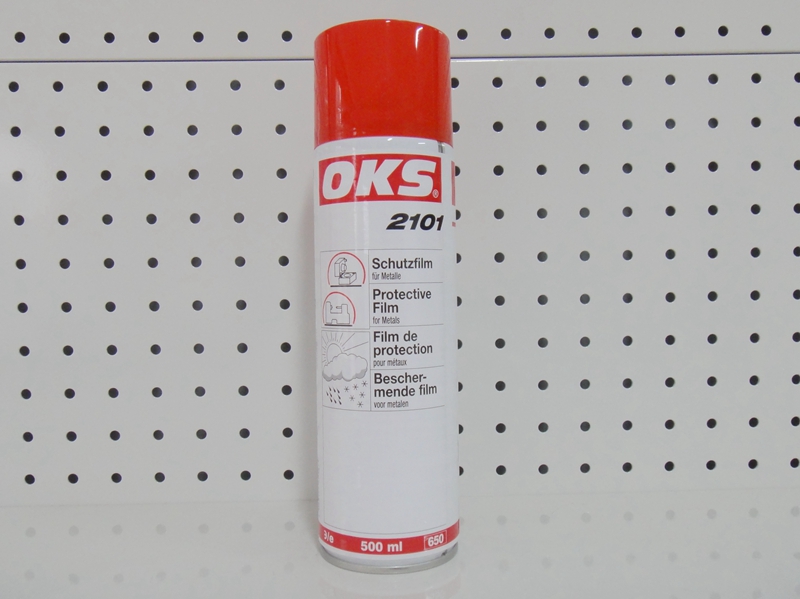 OKS®
2101
Schutzfilm
für Metalle
Protective
Film
for Metals
Film de
protection
pour métaux
Bescher-
mende film
voor metalen
500 ml
650